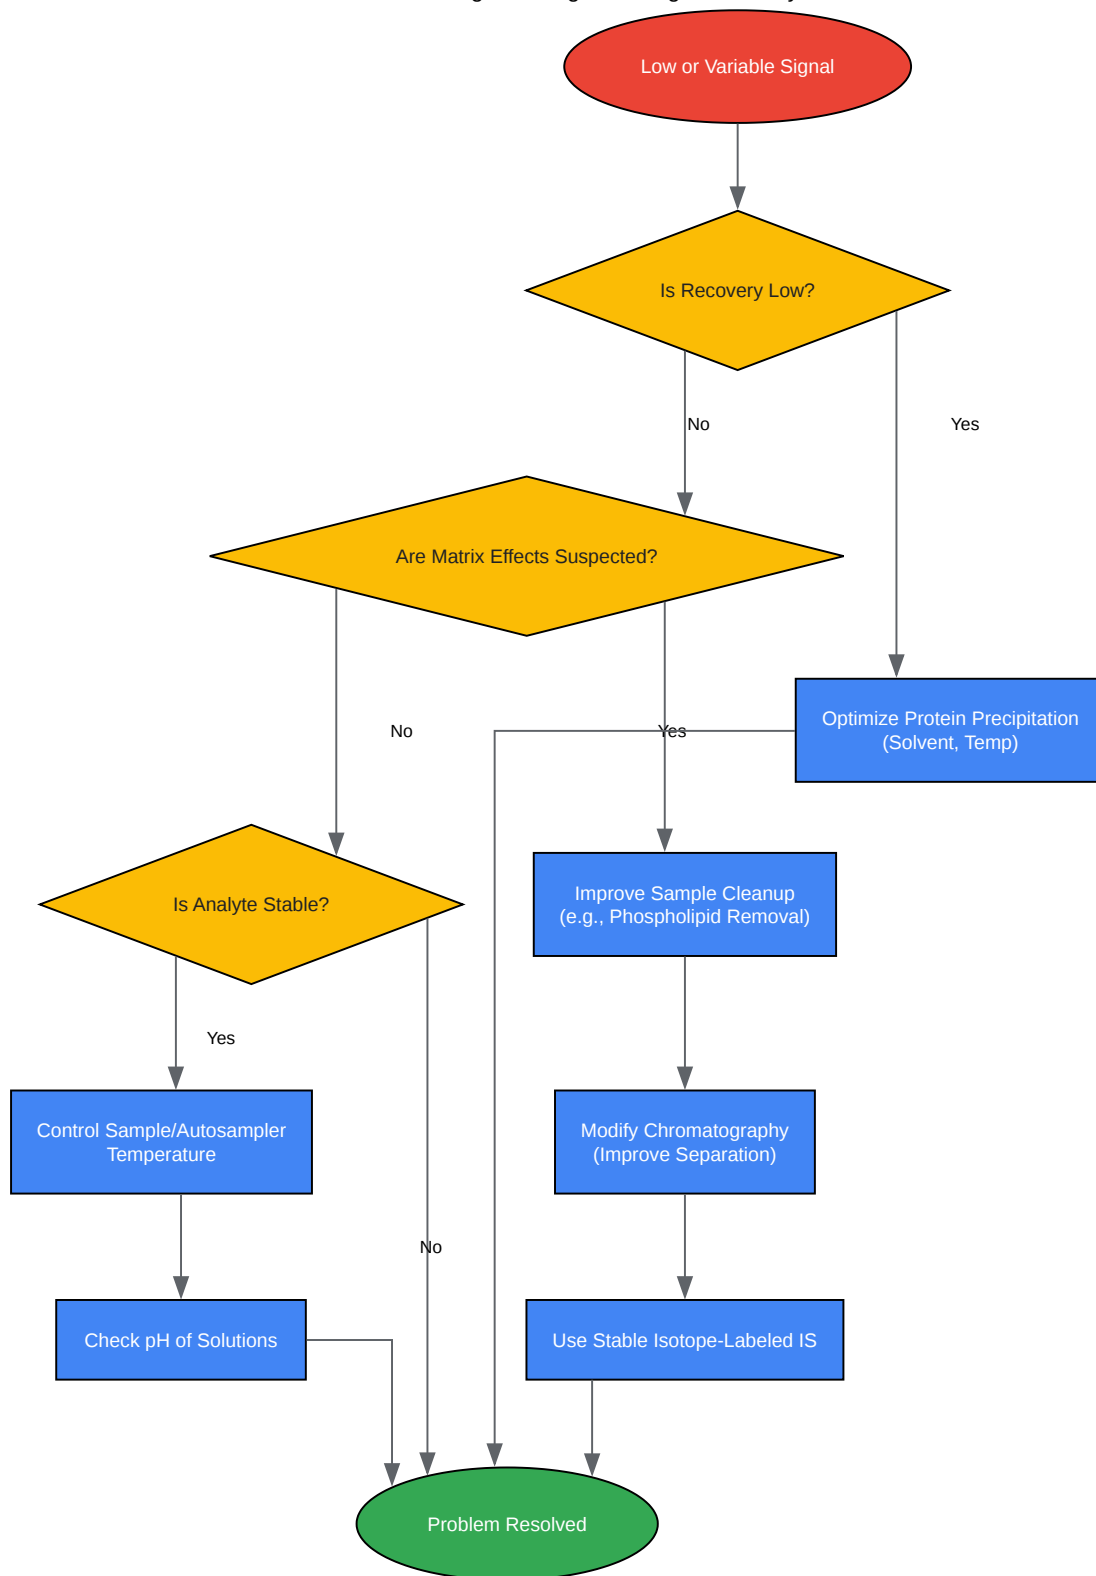 Low or Variable Signal
Is Recovery Low?
No
Yes
Are Matrix Effects Suspected?
Optimize Protein Precipitation
(Solvent, Temp)
No
Yes
Is Analyte Stable?
Improve Sample Cleanup
(e.g., Phospholipid Removal)
Yes
Control Sample/Autosampler
Temperature
Modify Chromatography
(Improve Separation)
No
Check pH of Solutions
Use Stable Isotope-Labeled IS
Problem Resolved